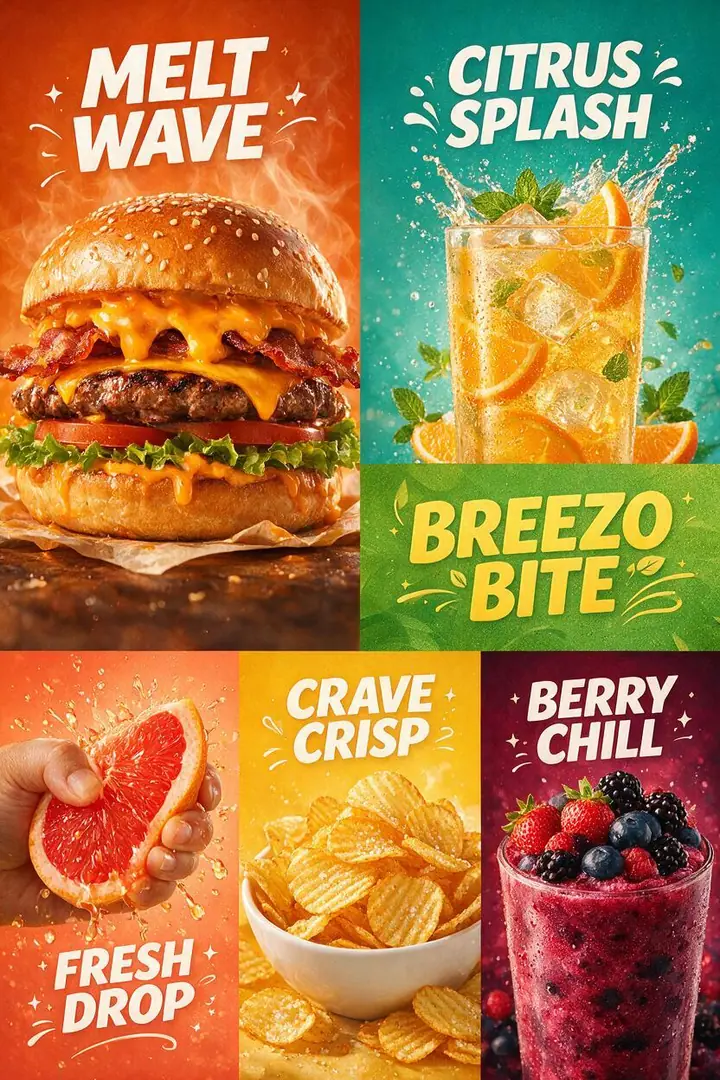 MELT
WAVE
CITRUS
SPLASH
BREEZO
BITE
FRESH
DROP
CRAVE
CRISP
BERRY
CHILL